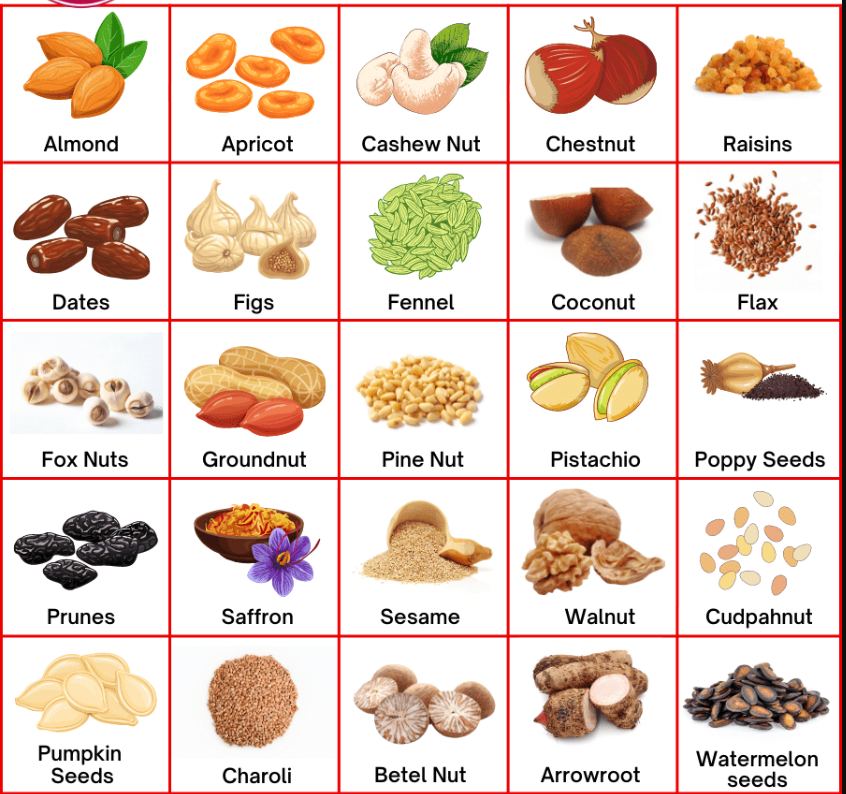 Almond
Apricot
Cashew Nut
Chestnut
Raisins
Dates
Figs
Fennel
Coconut
Flax
Fox Nuts
Groundnut
Pine Nut
Pistachio
Poppy Seeds
Prunes
Saffron
Sesame
Walnut
Cudpahnut
Pumpkin
Seeds
Charoli
Betel Nut
Arrowroot
Watermelon
seeds